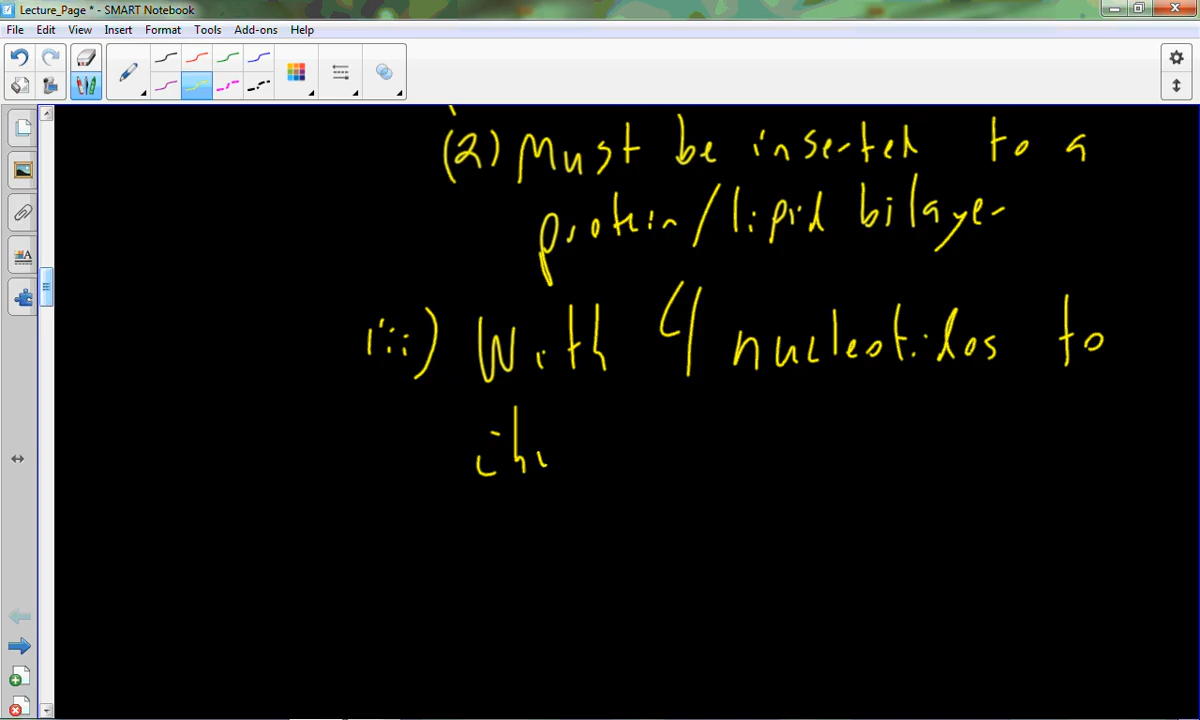 Lecture_Page * - SMART Notebook
File Edit View Insert Format Tools Add-ons Help
(2) Must be inserted to a
protein/lipid bilayer
iii) With 4 nucleotides to